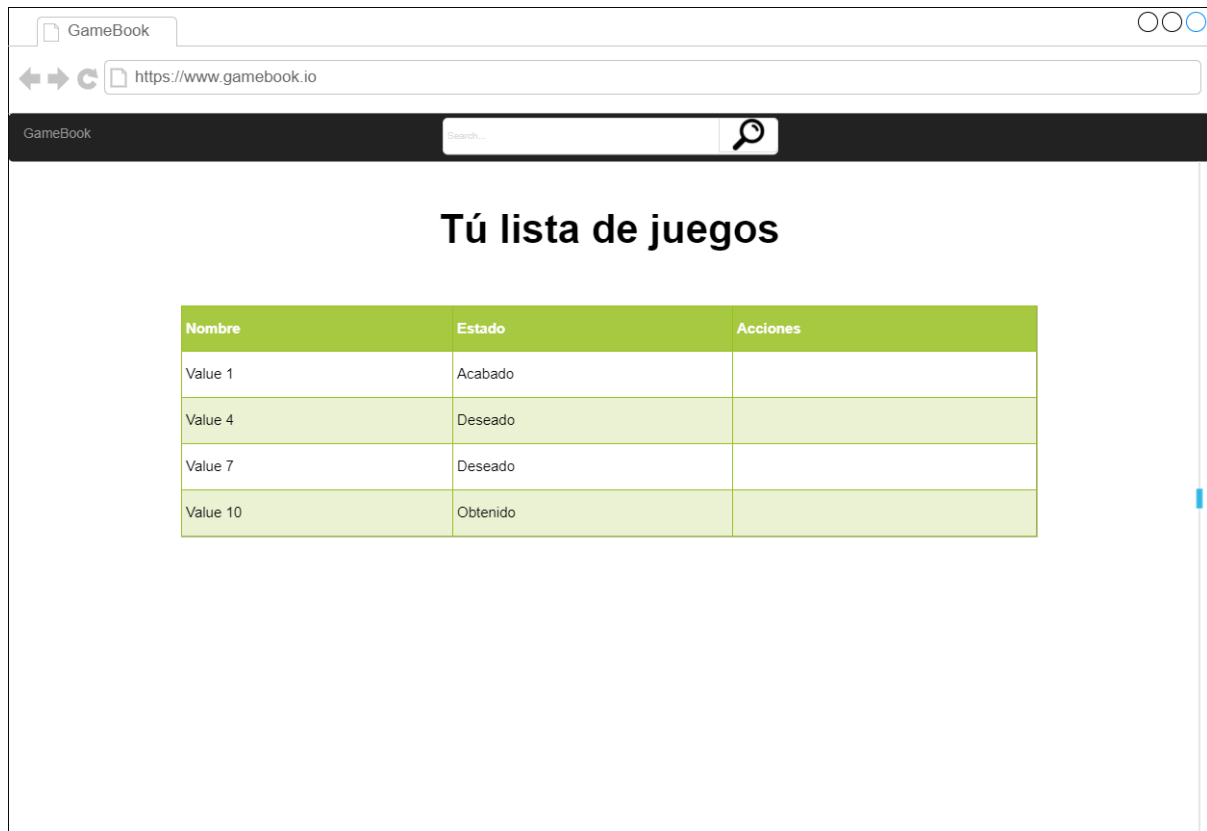 GameBook
https://www.gamebook.io
GameBook
Search...
Tú lista de juegos
Nombre Estado Acciones
Value 1 Acabado
Value 4 Deseado
Value 7 Deseado
Value 10 Obtenido